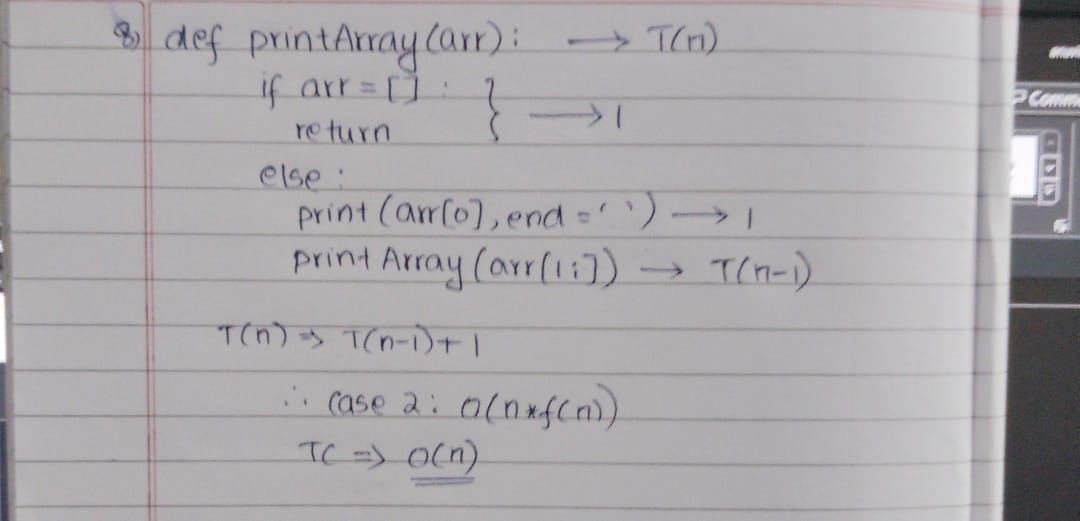 8) def printArray(arr): → T(n)
if arr = [] :
return } → 1
else :
print (arr[0], end = ' ') → 1
print Array (arr[1:]) → T(n-1)
T(n) ⇒ T(n-1) + 1
∴ Case 2: O(n*f(n))
TC ⇒ O(n)